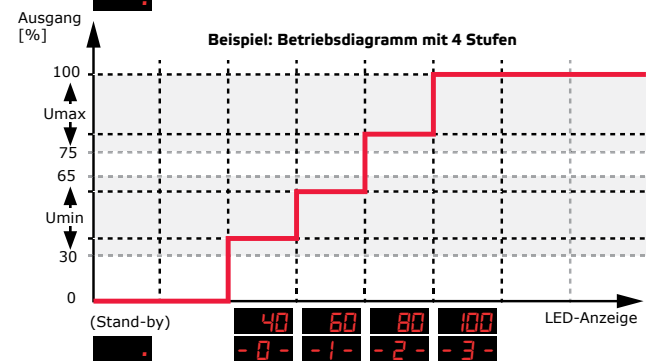 Ausgang
[%]
Beispiel: Betriebsdiagramm mit 4 Stufen
100
Umax
75
65
Umin
30
0
(Stand-by)
40 60 80 100
LED-Anzeige
. - 0 - - 1 - - 2 - - 3 -